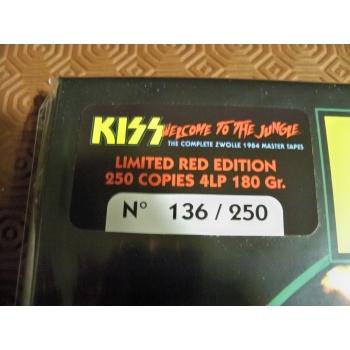 KISS WELCOME TO THE JUNGLE
THE COMPLETE ZWOLLE 1984 MASTER TAPES
LIMITED RED EDITION
250 COPIES 4LP 180 Gr.
N° 136 / 250